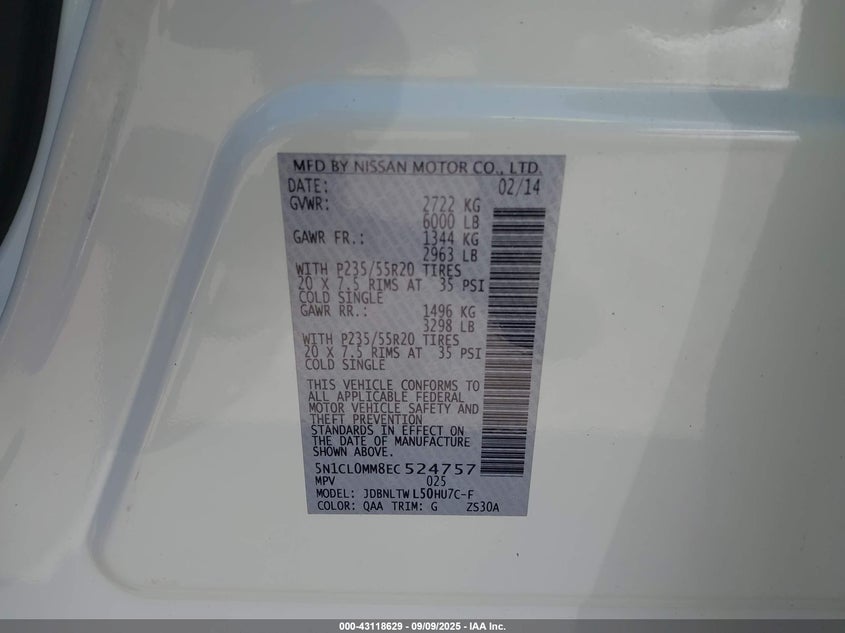 MFD BY NISSAN MOTOR CO., LTD.
DATE: 02/14
GVWR: 2722 KG
6000 LB
GAWR FR.: 1344 KG
2963 LB
WITH P235/55R20 TIRES
20 X 7.5 RIMS AT 35 PSI
COLD SINGLE
GAWR RR.: 1496 KG
3298 LB
WITH P235/55R20 TIRES
20 X 7.5 RIMS AT 35 PSI
COLD SINGLE
THIS VEHICLE CONFORMS TO
ALL APPLICABLE FEDERAL
MOTOR VEHICLE SAFETY AND
THEFT PREVENTION
STANDARDS IN EFFECT ON
THE DATE OF MANUFACTURE
SHOWN ABOVE.
5N1CL0MM8EC524757
MPV 025
MODEL: JDBNLTWL50HU7C-F
COLOR: QAA TRIM: G ZS30A
000-43118629 - 09/09/2025 - IAA Inc.